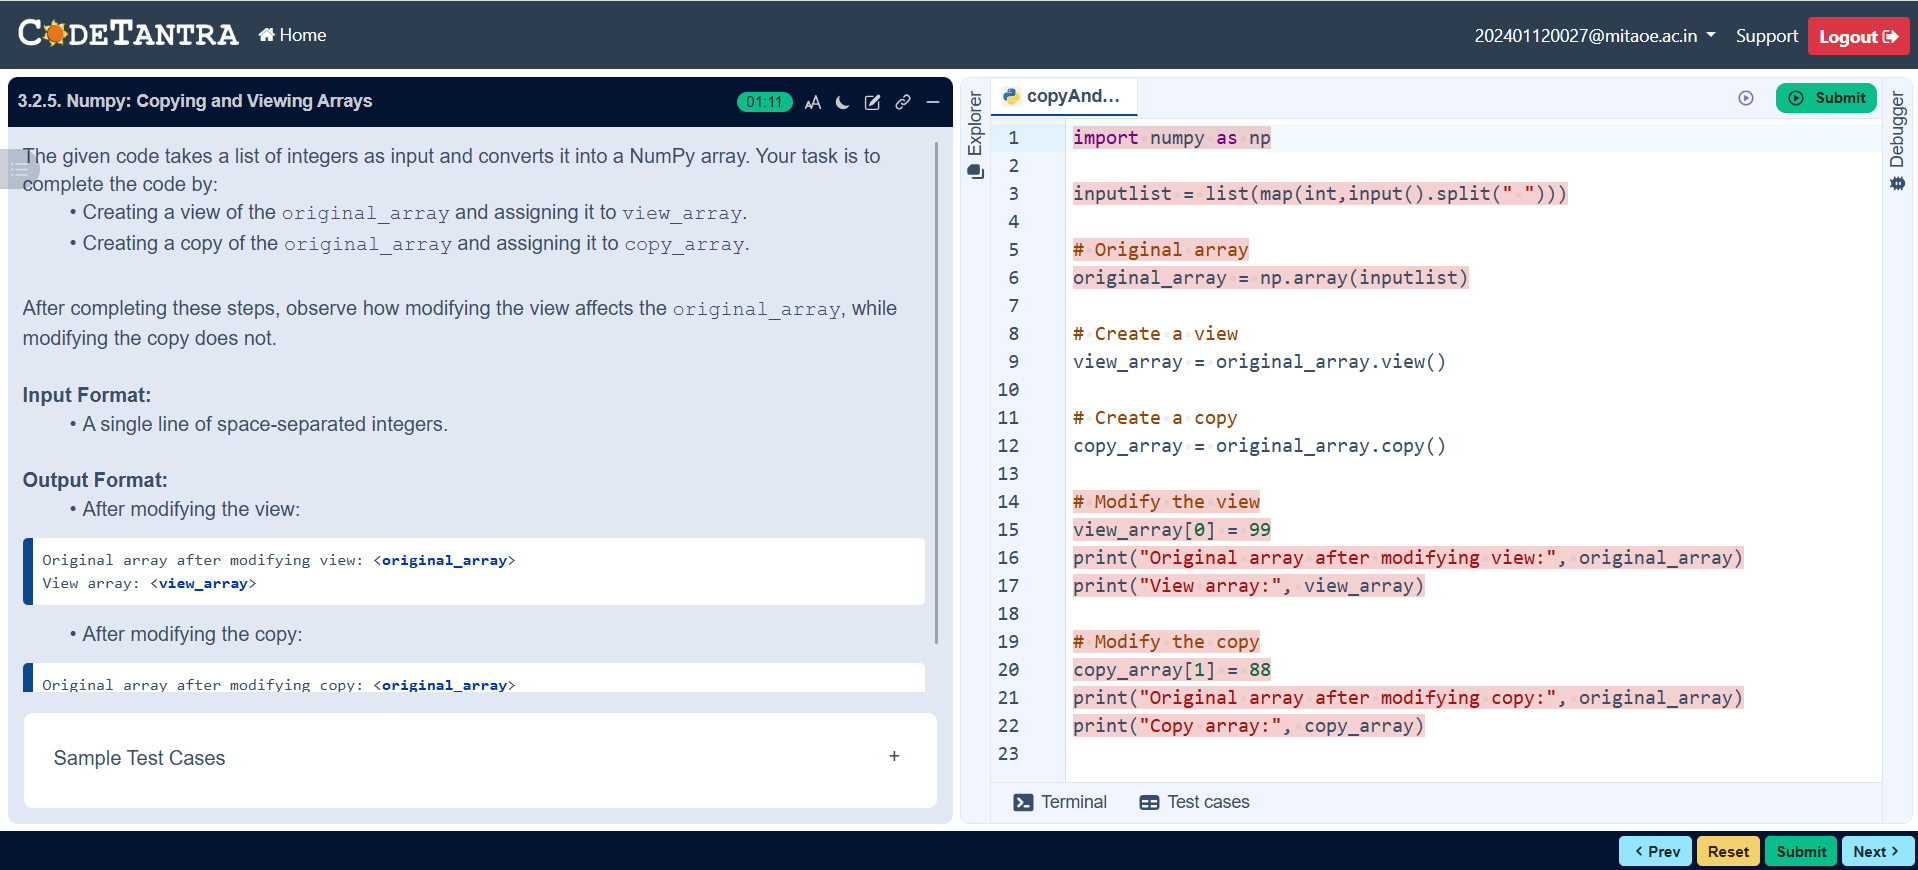 CODETANTRA Home 202401120027@mitaoe.ac.in Support Logout
3.2.5. Numpy: Copying and Viewing Arrays 01:11 AA
The given code takes a list of integers as input and converts it into a NumPy array. Your task is to
complete the code by:
• Creating a view of the original_array and assigning it to view_array.
• Creating a copy of the original_array and assigning it to copy_array.
After completing these steps, observe how modifying the view affects the original_array, while
modifying the copy does not.
Input Format:
• A single line of space-separated integers.
Output Format:
• After modifying the view:
Original array after modifying view: <original_array>
View array: <view_array>
• After modifying the copy:
Original array after modifying copy: <original_array>
Sample Test Cases +
Explorer
copyAnd...
Submit
Debugger
1 import numpy as np
2
3 inputlist = list(map(int,input().split(" ")))
4
5 # Original array
6 original_array = np.array(inputlist)
7
8 # Create a view
9 view_array = original_array.view()
10
11 # Create a copy
12 copy_array = original_array.copy()
13
14 # Modify the view
15 view_array[0] = 99
16 print("Original array after modifying view:", original_array)
17 print("View array:", view_array)
18
19 # Modify the copy
20 copy_array[1] = 88
21 print("Original array after modifying copy:", original_array)
22 print("Copy array:", copy_array)
23
Terminal Test cases
< Prev Reset Submit Next >